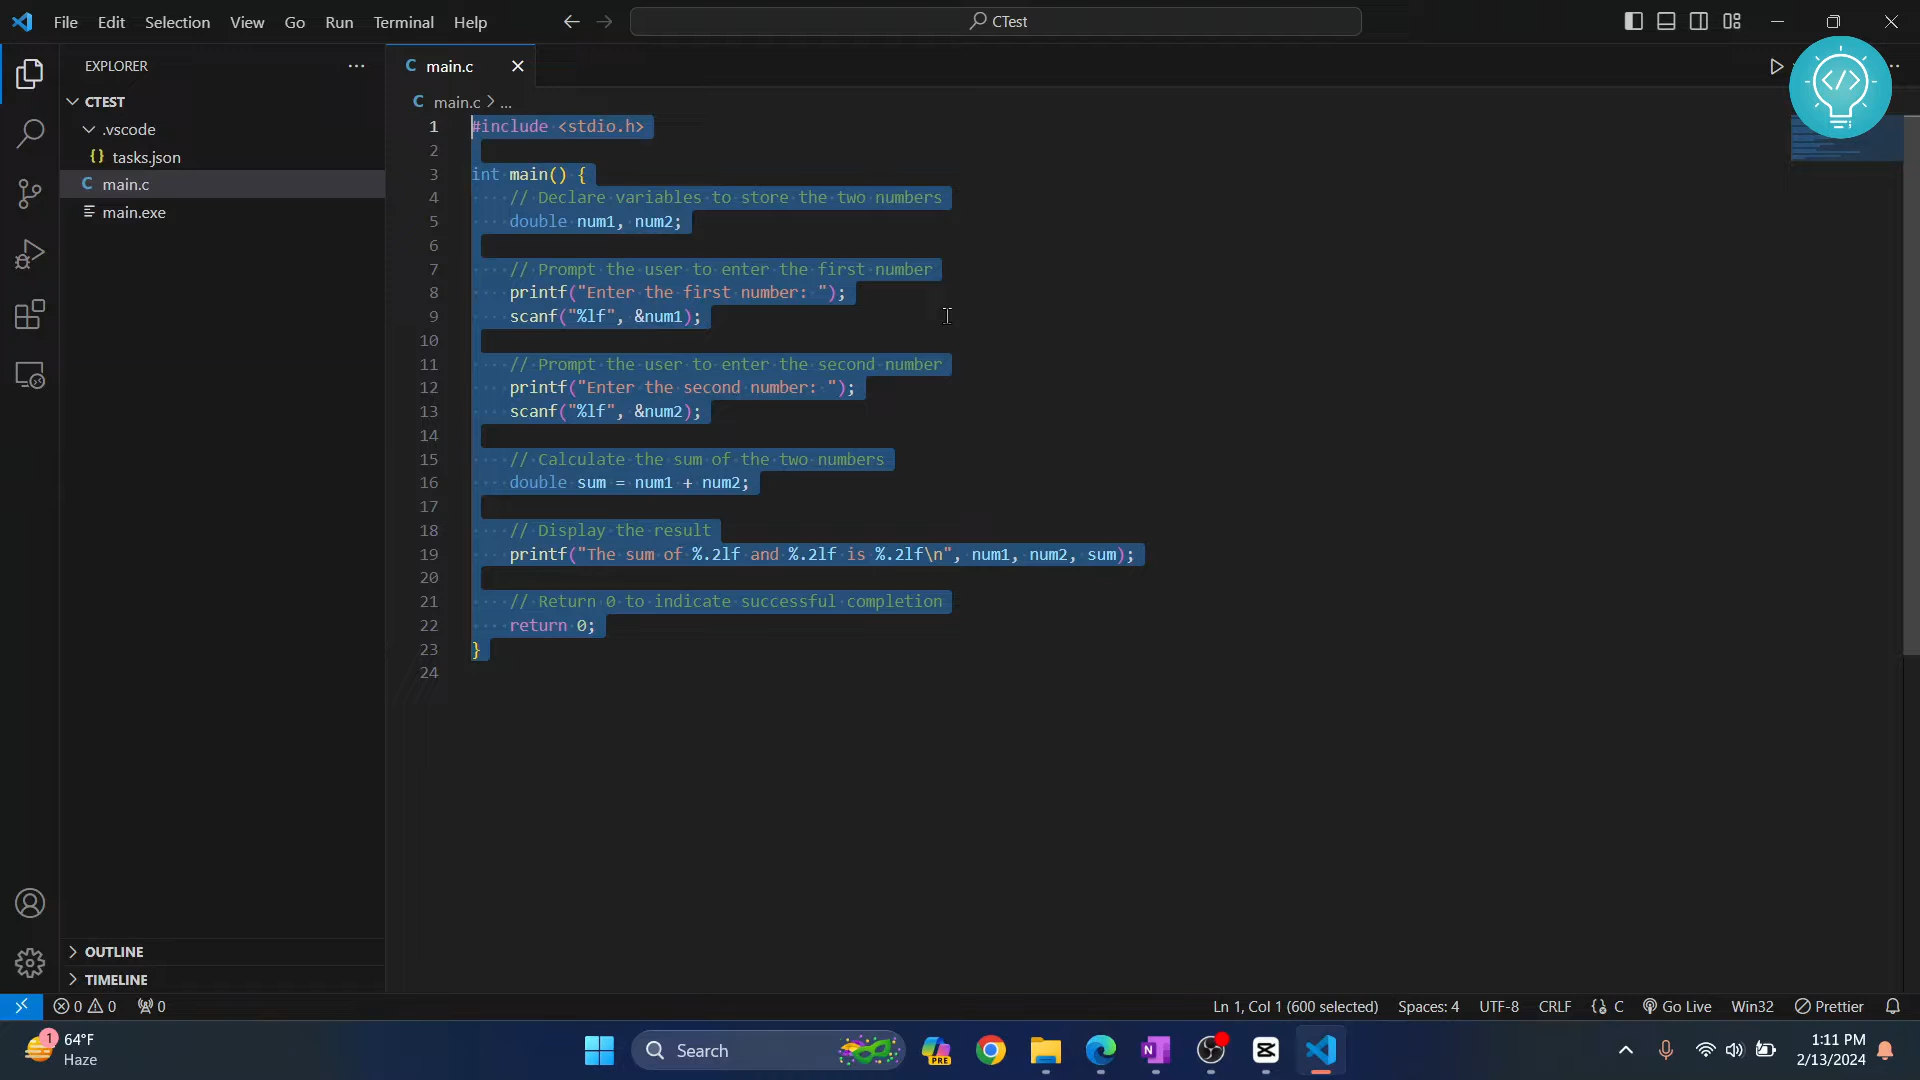 File Edit Selection View Go Run Terminal Help
CTest
EXPLORER
CTEST
.vscode
{} tasks.json
C main.c
main.exe
OUTLINE
TIMELINE
C main.c
C main.c > ...
1 #include <stdio.h>
2
3 int main() {
4 // Declare variables to store the two numbers
5 double num1, num2;
6
7 // Prompt the user to enter the first number
8 printf("Enter the first number: ");
9 scanf("%lf", &num1);
10
11 // Prompt the user to enter the second number
12 printf("Enter the second number: ");
13 scanf("%lf", &num2);
14
15 // Calculate the sum of the two numbers
16 double sum = num1 + num2;
17
18 // Display the result
19 printf("The sum of %.2lf and %.2lf is %.2lf\n", num1, num2, sum);
20
21 // Return 0 to indicate successful completion
22 return 0;
23 }
24
</>
0 0 0
Ln 1, Col 1 (600 selected) Spaces: 4 UTF-8 CRLF {} C Go Live Win32 Prettier
1 64°F
Haze
Search
PRE
N
1:11 PM
2/13/2024